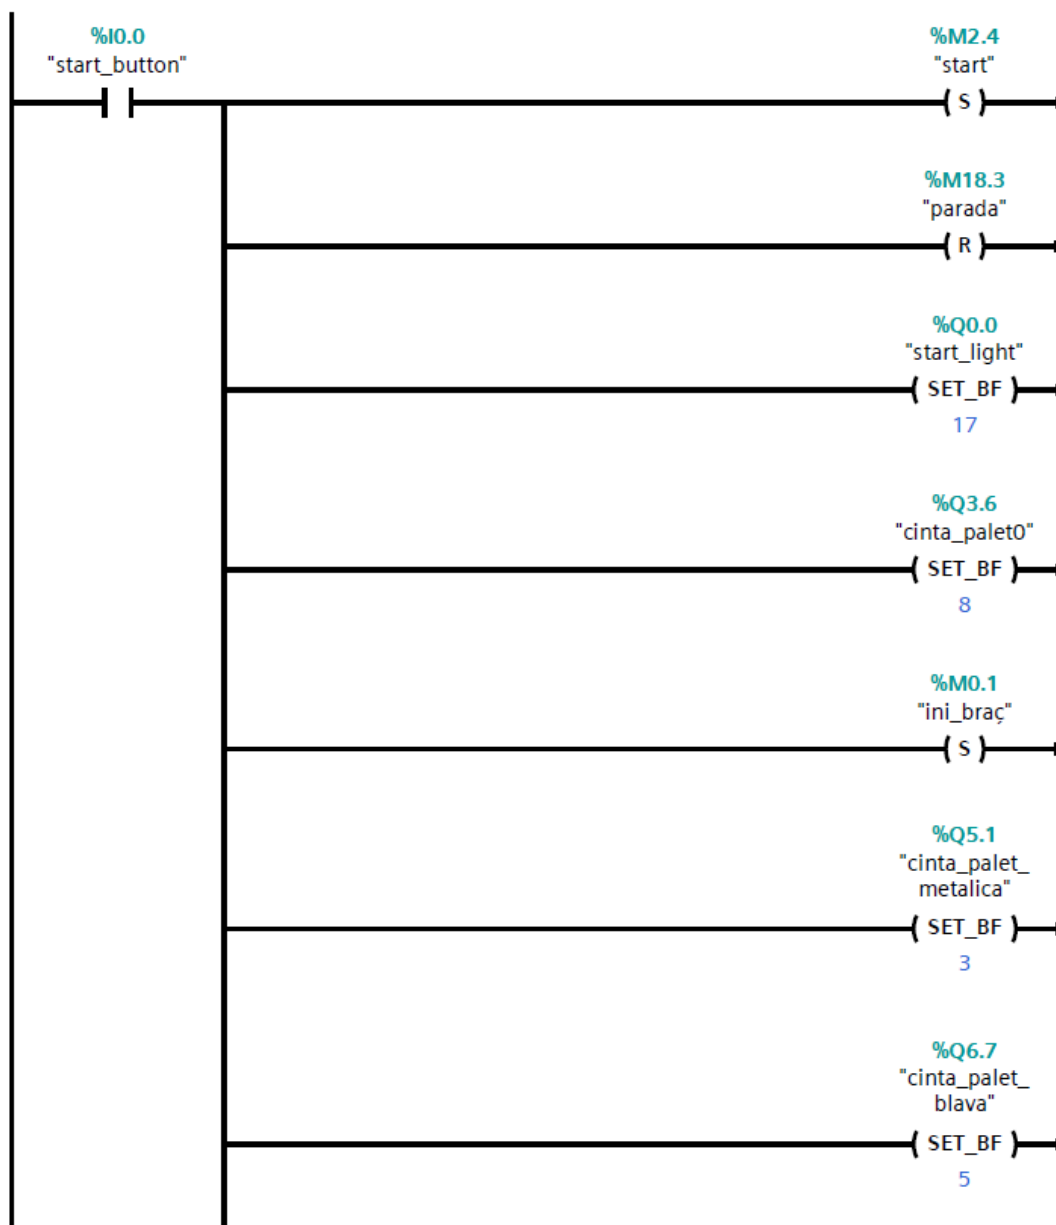 %I0.0
"start_button"
%M2.4
"start"
S
%M18.3
"parada"
R
%Q0.0
"start_light"
SET_BF
17
%Q3.6
"cinta_palet0"
SET_BF
8
%M0.1
"ini_braç"
S
%Q5.1
"cinta_palet_
metalica"
SET_BF
3
%Q6.7
"cinta_palet_
blava"
SET_BF
5